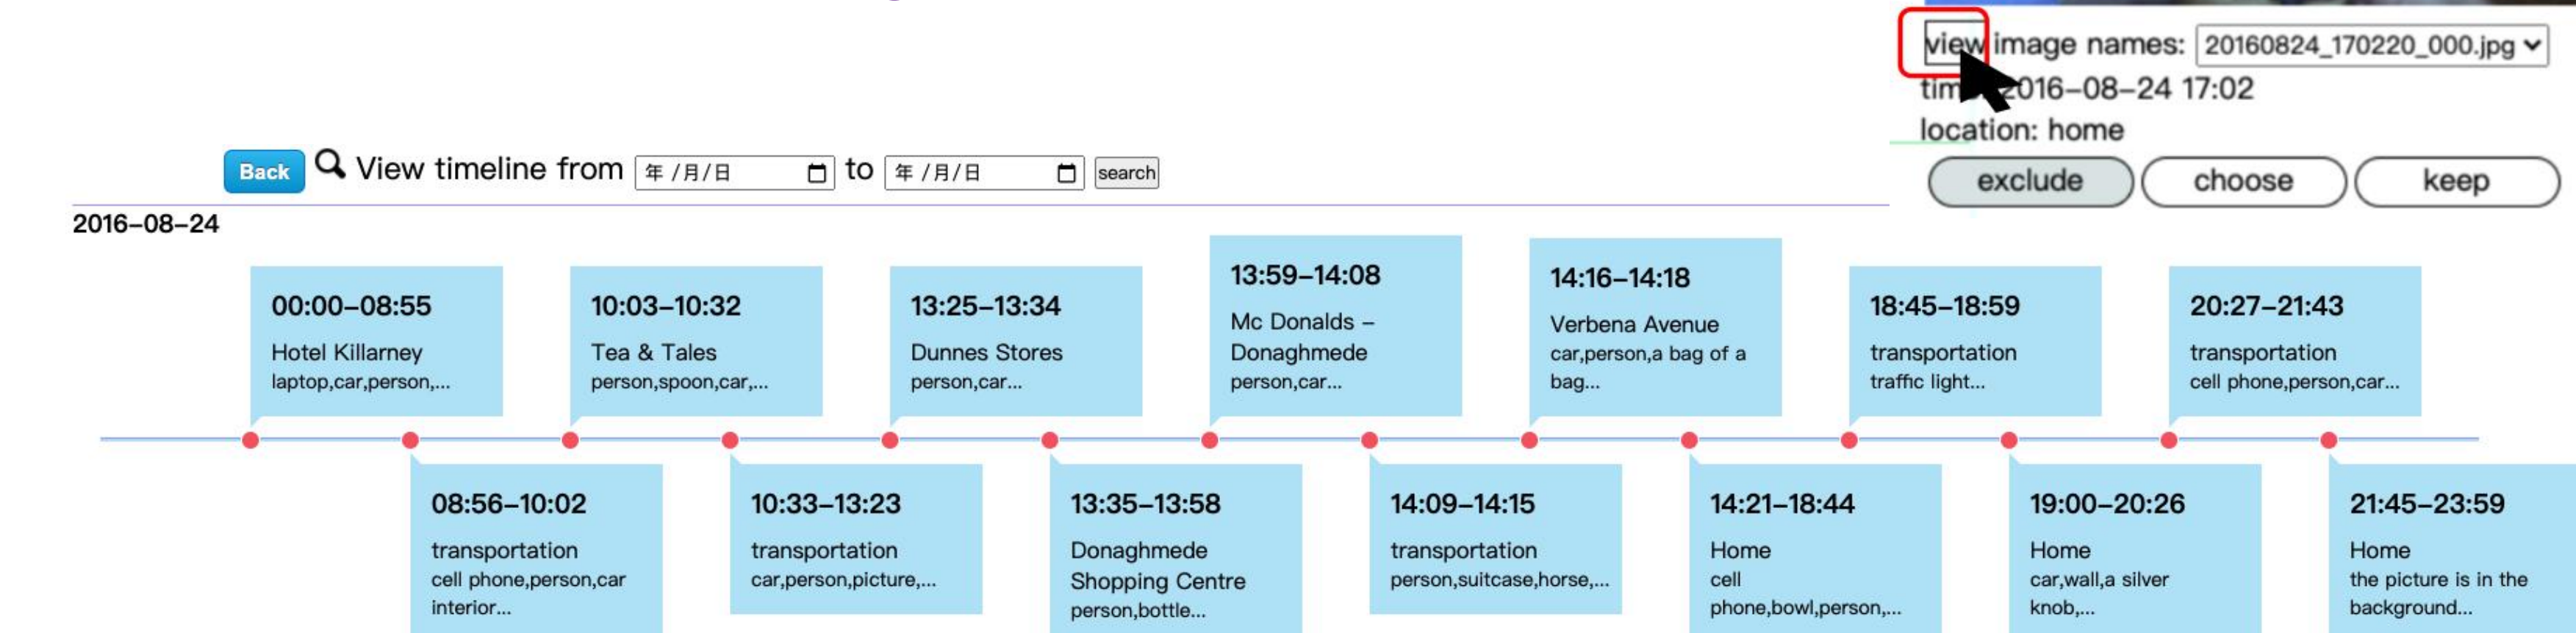 view image names: 20160824_170220_000.jpg
2016-08-24 17:02
location: home
exclude choose keep
Back View timeline from 年 /月/日 to 年 /月/日 search
2016-08-24
00:00-08:55
Hotel Killarney
laptop,car,person,...
08:56-10:02
transportation
cell phone,person,car
interior...
10:03-10:32
Tea & Tales
person,spoon,car,...
10:33-13:23
transportation
car,person,picture,...
13:25-13:34
Dunnes Stores
person,car...
13:35-13:58
Donaghmede
Shopping Centre
person,bottle...
13:59-14:08
Mc Donalds -
Donaghmede
person,car...
14:09-14:15
transportation
person,suitcase,horse,...
14:16-14:18
Verbena Avenue
car,person,a bag of a
bag...
14:21-18:44
Home
cell
phone,bowl,person,...
18:45-18:59
transportation
traffic light...
19:00-20:26
Home
car,wall,a silver
knob,...
20:27-21:43
transportation
cell phone,person,car...
21:45-23:59
Home
the picture is in the
background...